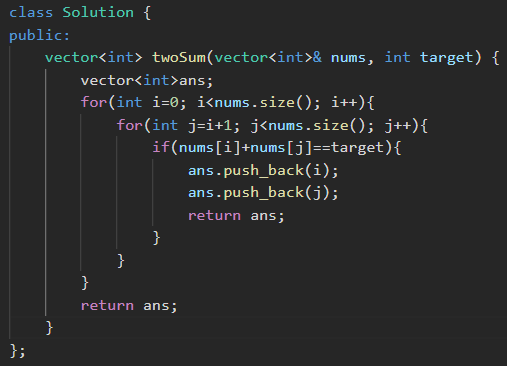 class Solution {
public:
    vector<int> twoSum(vector<int>& nums, int target) {
        vector<int>ans;
        for(int i=0; i<nums.size(); i++){
            for(int j=i+1; j<nums.size(); j++){
                if(nums[i]+nums[j]==target){
                    ans.push_back(i);
                    ans.push_back(j);
                    return ans;
                }
            }
        }
        return ans;
    }
};